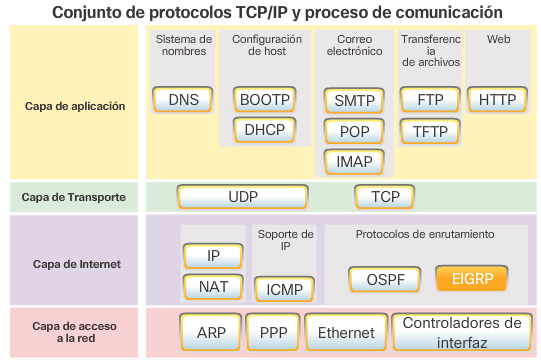 Conjunto de protocolos TCP/IP y proceso de comunicación
Capa de aplicación
Sistema de
nombres
DNS
Configuración
de host
BOOTP
DHCP
Correo
electrónico
SMTP
POP
IMAP
Transferenc
ia
de archivos
FTP
TFTP
Web
HTTP
Capa de Transporte
UDP
TCP
Capa de Internet
IP
NAT
Soporte de
IP
ICMP
Protocolos de enrutamiento
OSPF
EIGRP
Capa de acceso
a la red
ARP
PPP
Ethernet
Controladores de
interfaz